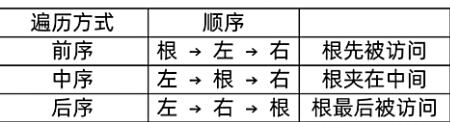 遍历方式 顺序
前序 根 → 左 → 右 根先被访问
中序 左 → 根 → 右 根夹在中间
后序 左 → 右 → 根 根最后被访问